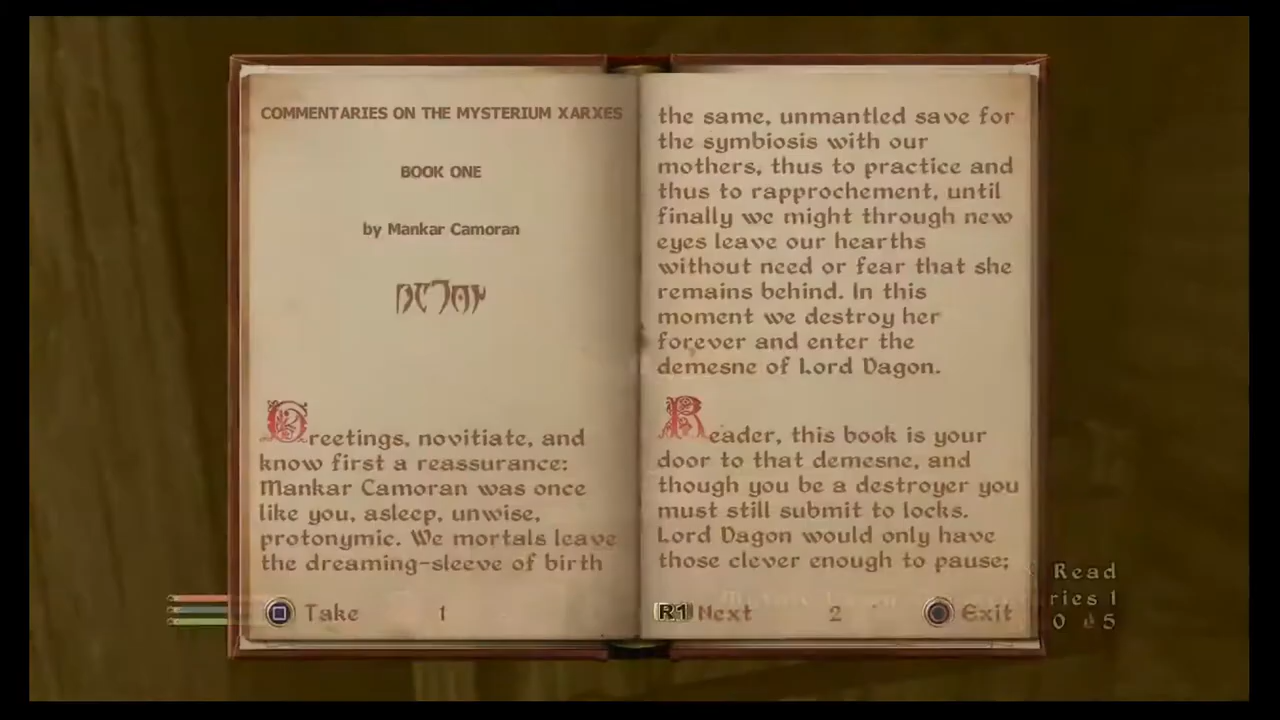 COMMENTARIES ON THE MYSTERIUM XARXES
BOOK ONE
by Mankar Camoran
Greetings, novitiate, and
know first a reassurance:
Mankar Camoran was once
like you, asleep, unwise,
protonymic. We mortals leave
the dreaming-sleeve of birth
Take
1
the same, unmantled save for
the symbiosis with our
mothers, thus to practice and
thus to rapprochement, until
finally we might through new
eyes leave our hearths
without need or fear that she
remains behind. In this
moment we destroy her
forever and enter the
demesne of Lord Dagon.
Reader, this book is your
door to that demesne, and
though you be a destroyer you
must still submit to locks.
Lord Dagon would only have
those clever enough to pause;
R1 Next
2
Exit
Read
ries 1
0
5